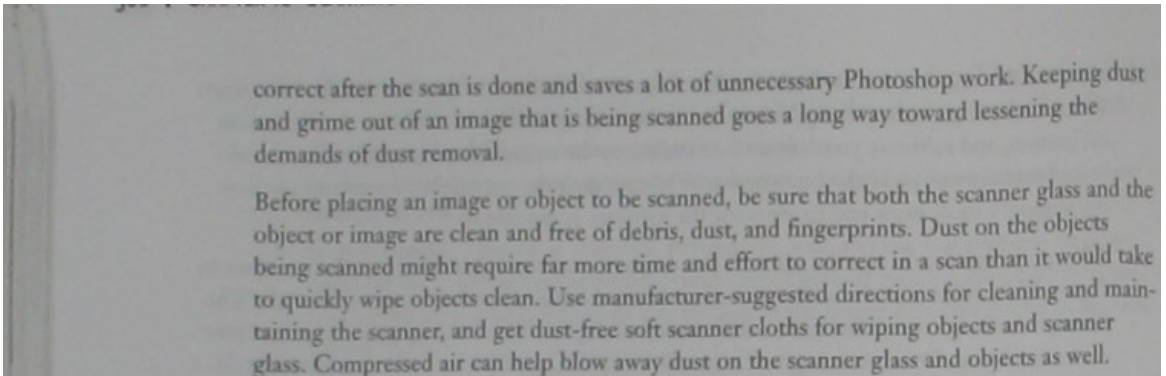 correct after the scan is done and saves a lot of unnecessary Photoshop work. Keeping dust
and grime out of an image that is being scanned goes a long way toward lessening the
demands of dust removal.
Before placing an image or object to be scanned, be sure that both the scanner glass and the
object or image are clean and free of debris, dust, and fingerprints. Dust on the objects
being scanned might require far more time and effort to correct in a scan than it would take
to quickly wipe objects clean. Use manufacturer-suggested directions for cleaning and main-
taining the scanner, and get dust-free soft scanner cloths for wiping objects and scanner
glass. Compressed air can help blow away dust on the scanner glass and objects as well.